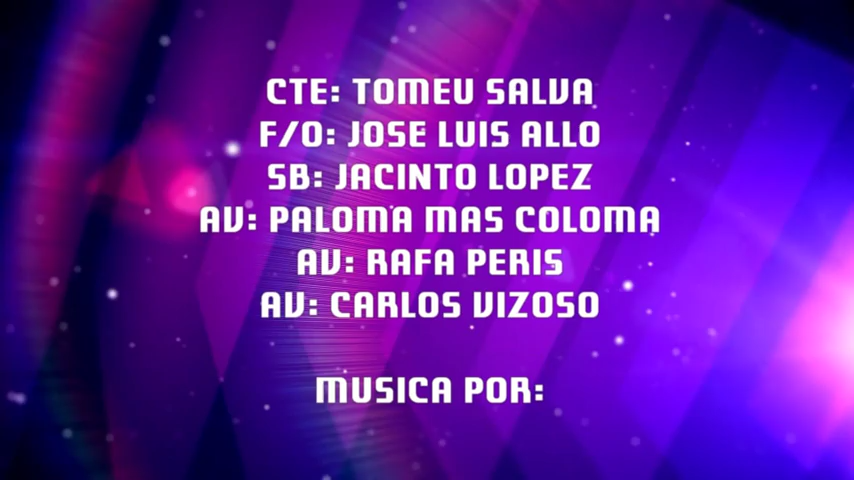 CTE: TOMEU SALVA
F/O: JOSE LUIS ALLO
SB: JACINTO LOPEZ
AV: PALOMA MAS COLOMA
AV: RAFA PERIS
AV: CARLOS VIZOSO
MUSICA POR: